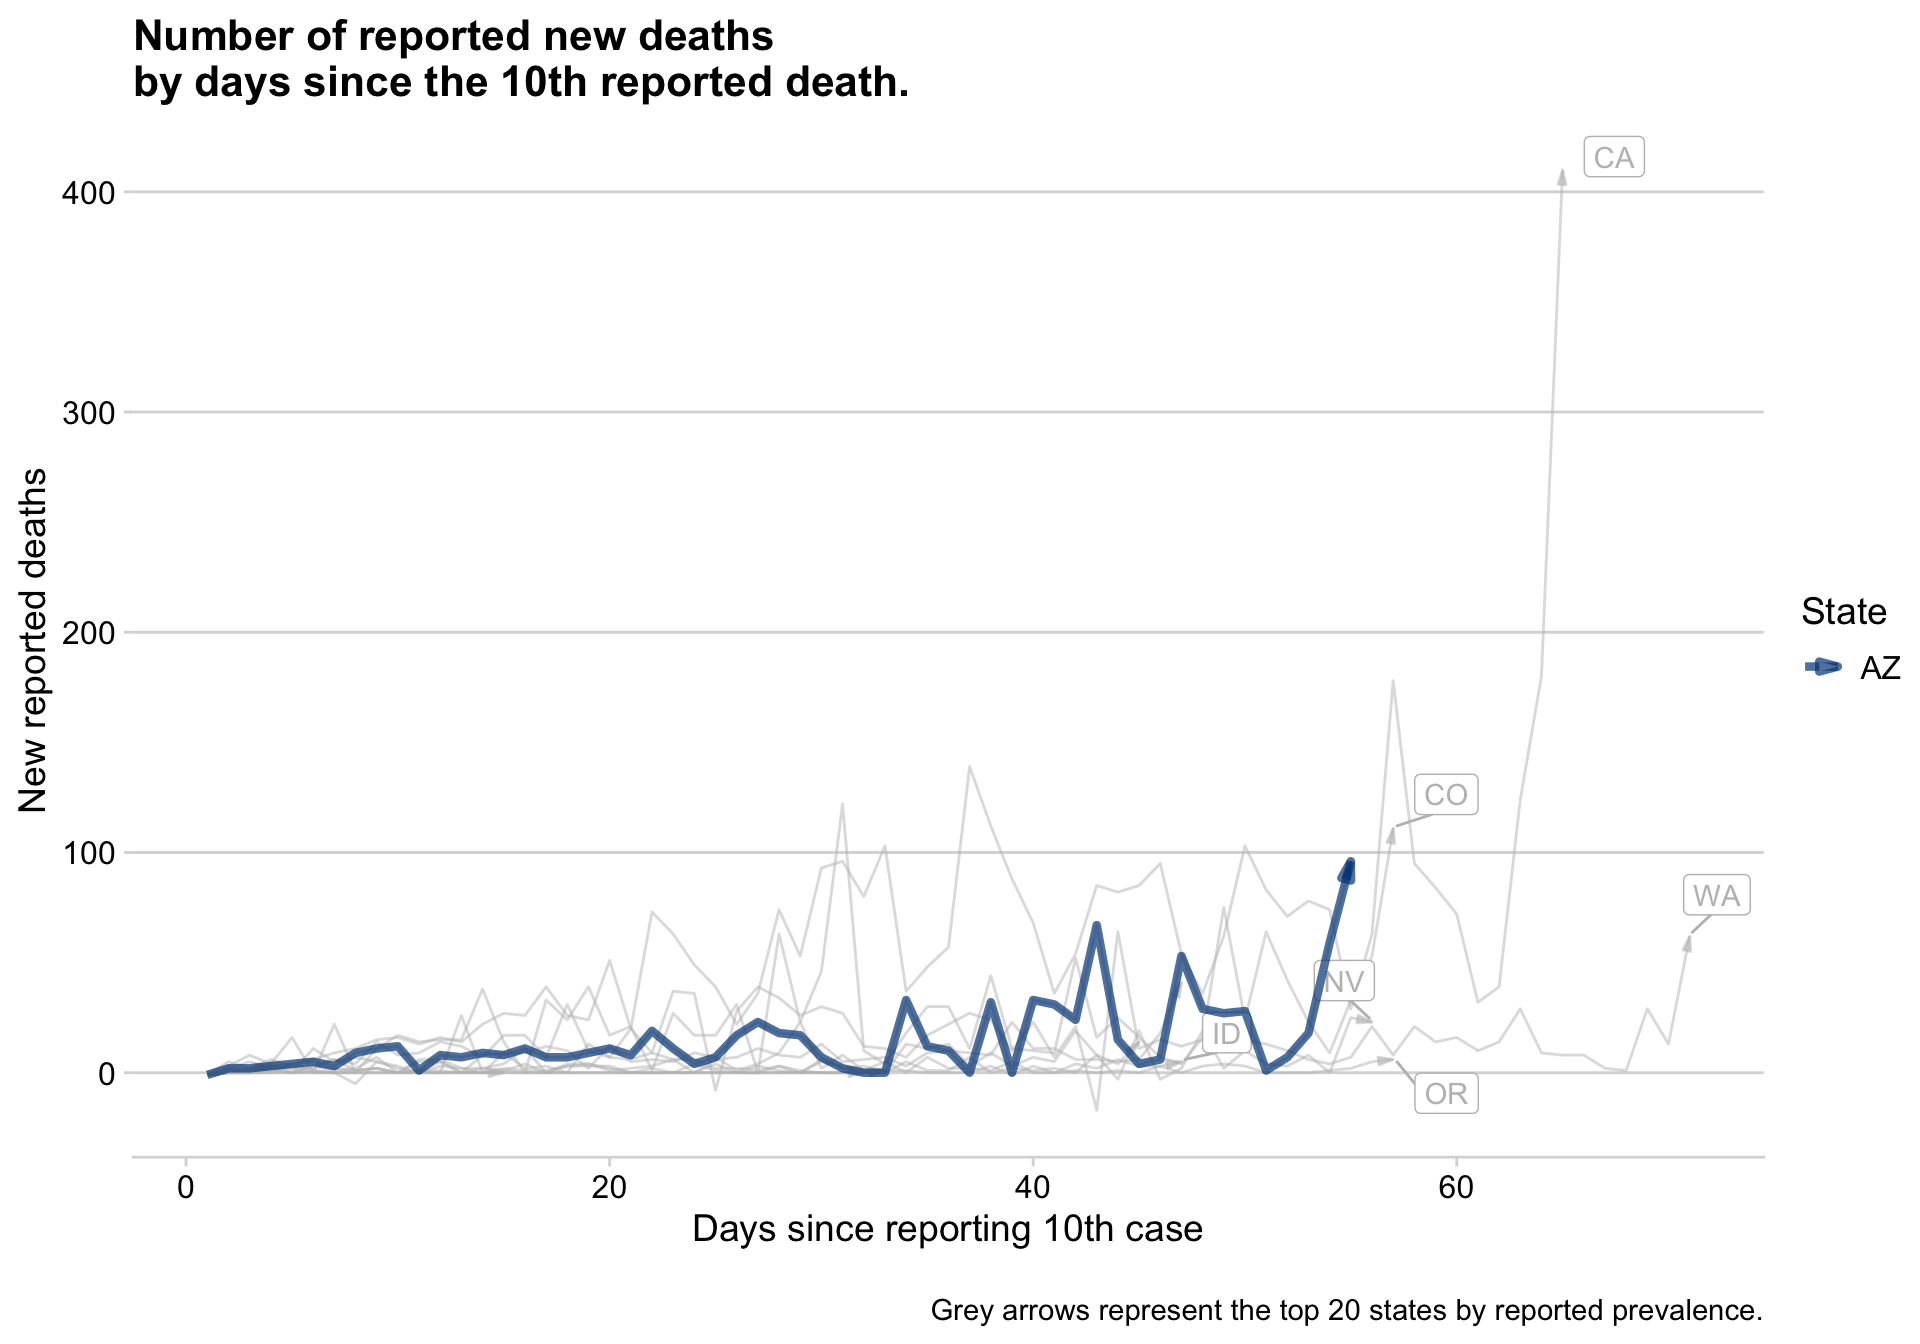 Number of reported new deaths
by days since the 10th reported death.
CA
400
300
New reported deaths
200
State
AZ
CO
100
WA
NV
ID
0
OR
0 20 40 60
Days since reporting 10th case
Grey arrows represent the top 20 states by reported prevalence.